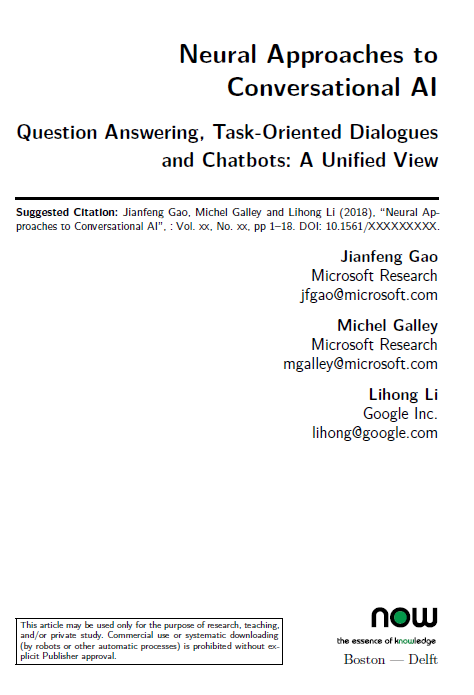 Neural Approaches to
Conversational AI
Question Answering, Task-Oriented Dialogues
and Chatbots: A Unified View
Suggested Citation: Jianfeng Gao, Michel Galley and Lihong Li (2018), “Neural Ap-
proaches to Conversational AI”, : Vol. xx, No. xx, pp 1–18. DOI: 10.1561/XXXXXXXXX.
Jianfeng Gao
Microsoft Research
jfgao@microsoft.com
Michel Galley
Microsoft Research
mgalley@microsoft.com
Lihong Li
Google Inc.
lihong@google.com
This article may be used only for the purpose of research, teaching,
and/or private study. Commercial use or systematic downloading
(by robots or other automatic processes) is prohibited without ex-
plicit Publisher approval.
now
the essence of knowledge
Boston — Delft